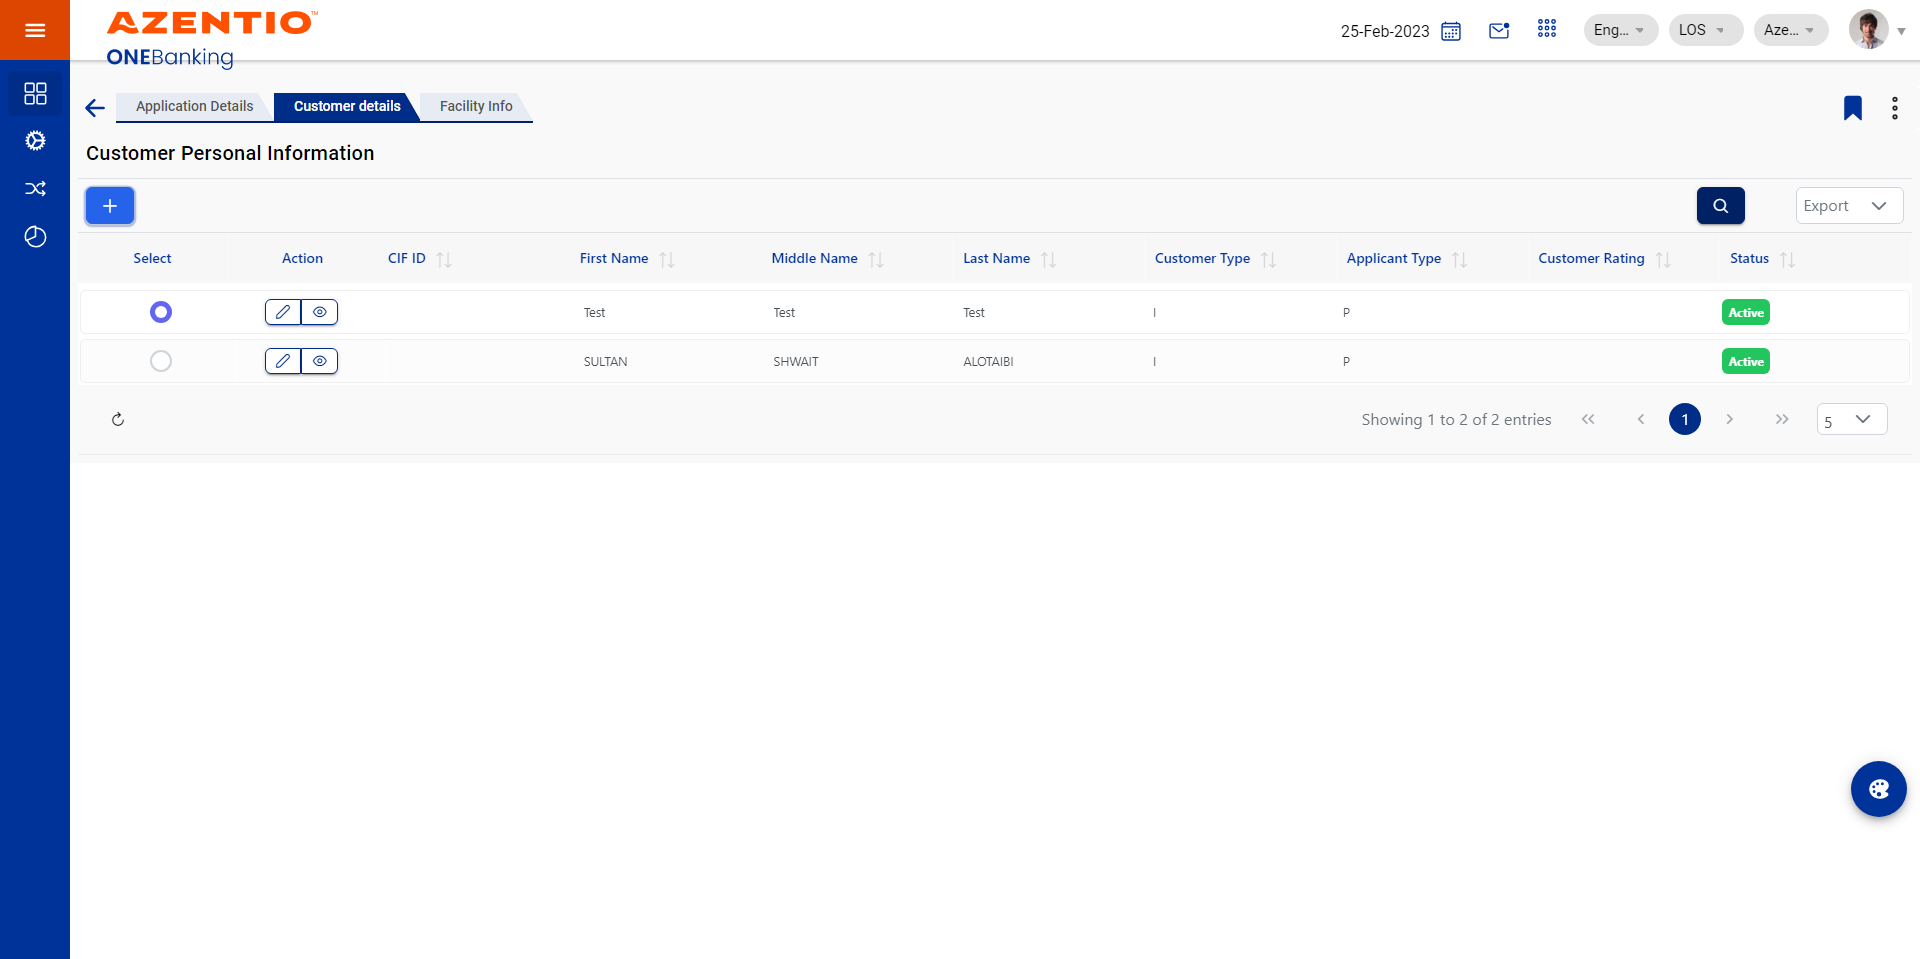 AZENTIO™
ONEBanking
25-Feb-2023
Eng...
LOS
Aze...
Application Details
Customer details
Facility Info
Customer Personal Information
+
Export
Select Action CIF ID First Name Middle Name Last Name Customer Type Applicant Type Customer Rating Status
Test Test Test I P Active
SULTAN SHWAIT ALOTAIBI I P Active
Showing 1 to 2 of 2 entries
1
5